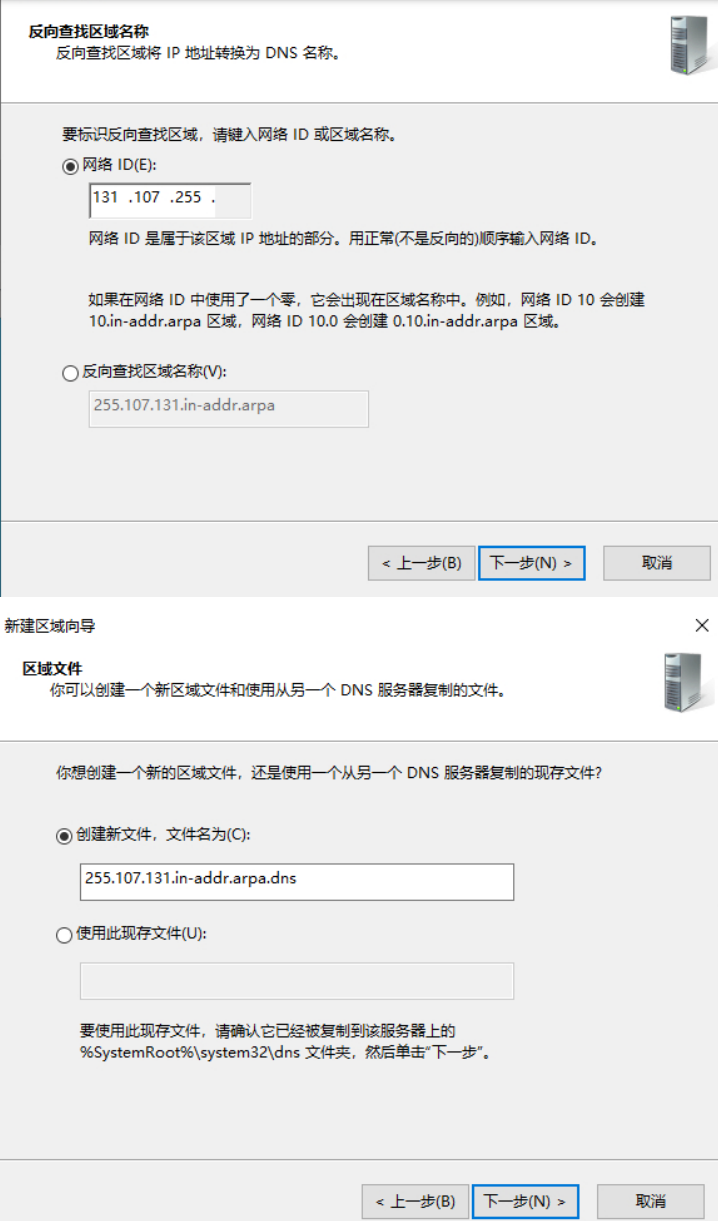 反向查找区域名称
反向查找区域将 IP 地址转换为 DNS 名称。
要标识反向查找区域，请键入网络 ID 或区域名称。
网络 ID(E):
131 .107 .255 .
网络 ID 是属于该区域 IP 地址的部分。用正常(不是反向的)顺序输入网络 ID。
如果在网络 ID 中使用了一个零，它会出现在区域名称中。例如，网络 ID 10 会创建
10.in-addr.arpa 区域，网络 ID 10.0 会创建 0.10.in-addr.arpa 区域。
反向查找区域名称(V):
255.107.131.in-addr.arpa
< 上一步(B) 下一步(N) > 取消
新建区域向导
区域文件
你可以创建一个新区域文件和使用从另一个 DNS 服务器复制的文件。
你想创建一个新的区域文件，还是使用一个从另一个 DNS 服务器复制的现存文件?
创建新文件，文件名为(C):
255.107.131.in-addr.arpa.dns
使用此现存文件(U):
要使用此现存文件，请确认它已经被复制到该服务器上的
%SystemRoot%\system32\dns 文件夹，然后单击“下一步”。
< 上一步(B) 下一步(N) > 取消